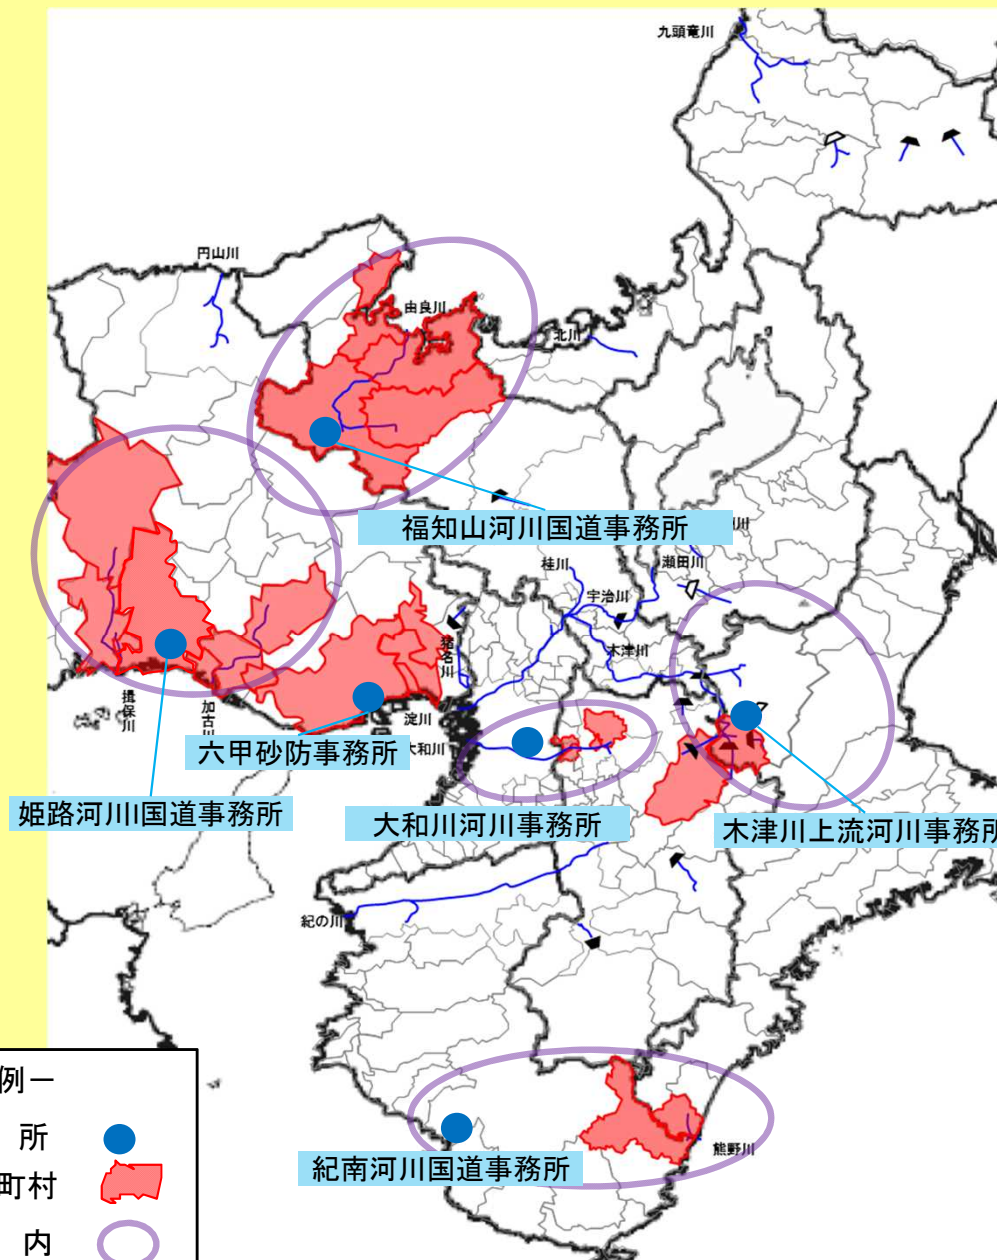 九頭竜川
円山川
由良川
北川
福知山河川国道事務所
川
桂川
瀬田川
宇治川
猪名川
木津川
揖保川
加古川
淀川
大和川
六甲砂防事務所
姫路河川国道事務所
大和川河川事務所
木津川上流河川事務所
紀の川
熊野川
紀南河川国道事務所
例－
所
町村
内